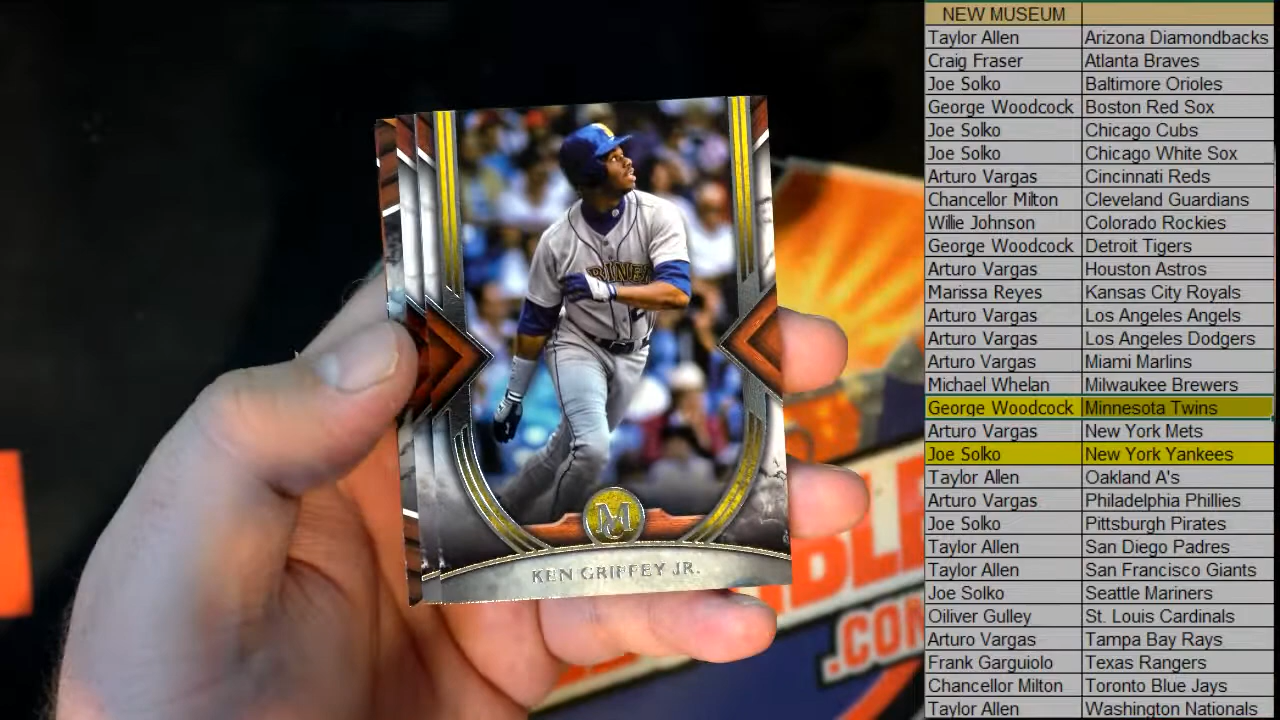 NEW MUSEUM
Taylor Allen Arizona Diamondbacks
Craig Fraser Atlanta Braves
Joe Solko Baltimore Orioles
George Woodcock Boston Red Sox
Joe Solko Chicago Cubs
Joe Solko Chicago White Sox
Arturo Vargas Cincinnati Reds
Chancellor Milton Cleveland Guardians
Willie Johnson Colorado Rockies
George Woodcock Detroit Tigers
Arturo Vargas Houston Astros
Marissa Reyes Kansas City Royals
Arturo Vargas Los Angeles Angels
Arturo Vargas Los Angeles Dodgers
Arturo Vargas Miami Marlins
Michael Whelan Milwaukee Brewers
George Woodcock Minnesota Twins
Arturo Vargas New York Mets
Joe Solko New York Yankees
Taylor Allen Oakland A's
Arturo Vargas Philadelphia Phillies
Joe Solko Pittsburgh Pirates
Taylor Allen San Diego Padres
Taylor Allen San Francisco Giants
Joe Solko Seattle Mariners
Oiliver Gulley St. Louis Cardinals
Arturo Vargas Tampa Bay Rays
Frank Garguiolo Texas Rangers
Chancellor Milton Toronto Blue Jays
Taylor Allen Washington Nationals
M
KEN GRIFFEY JR.
.COM